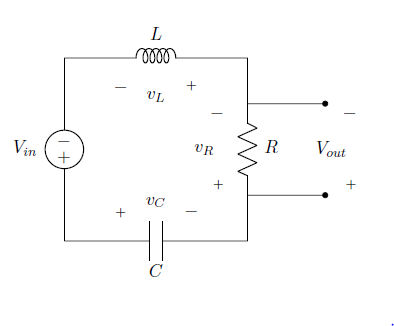 L
− v_L +
− −
V_in − + v_R R V_out
+ +
+ v_C −
C